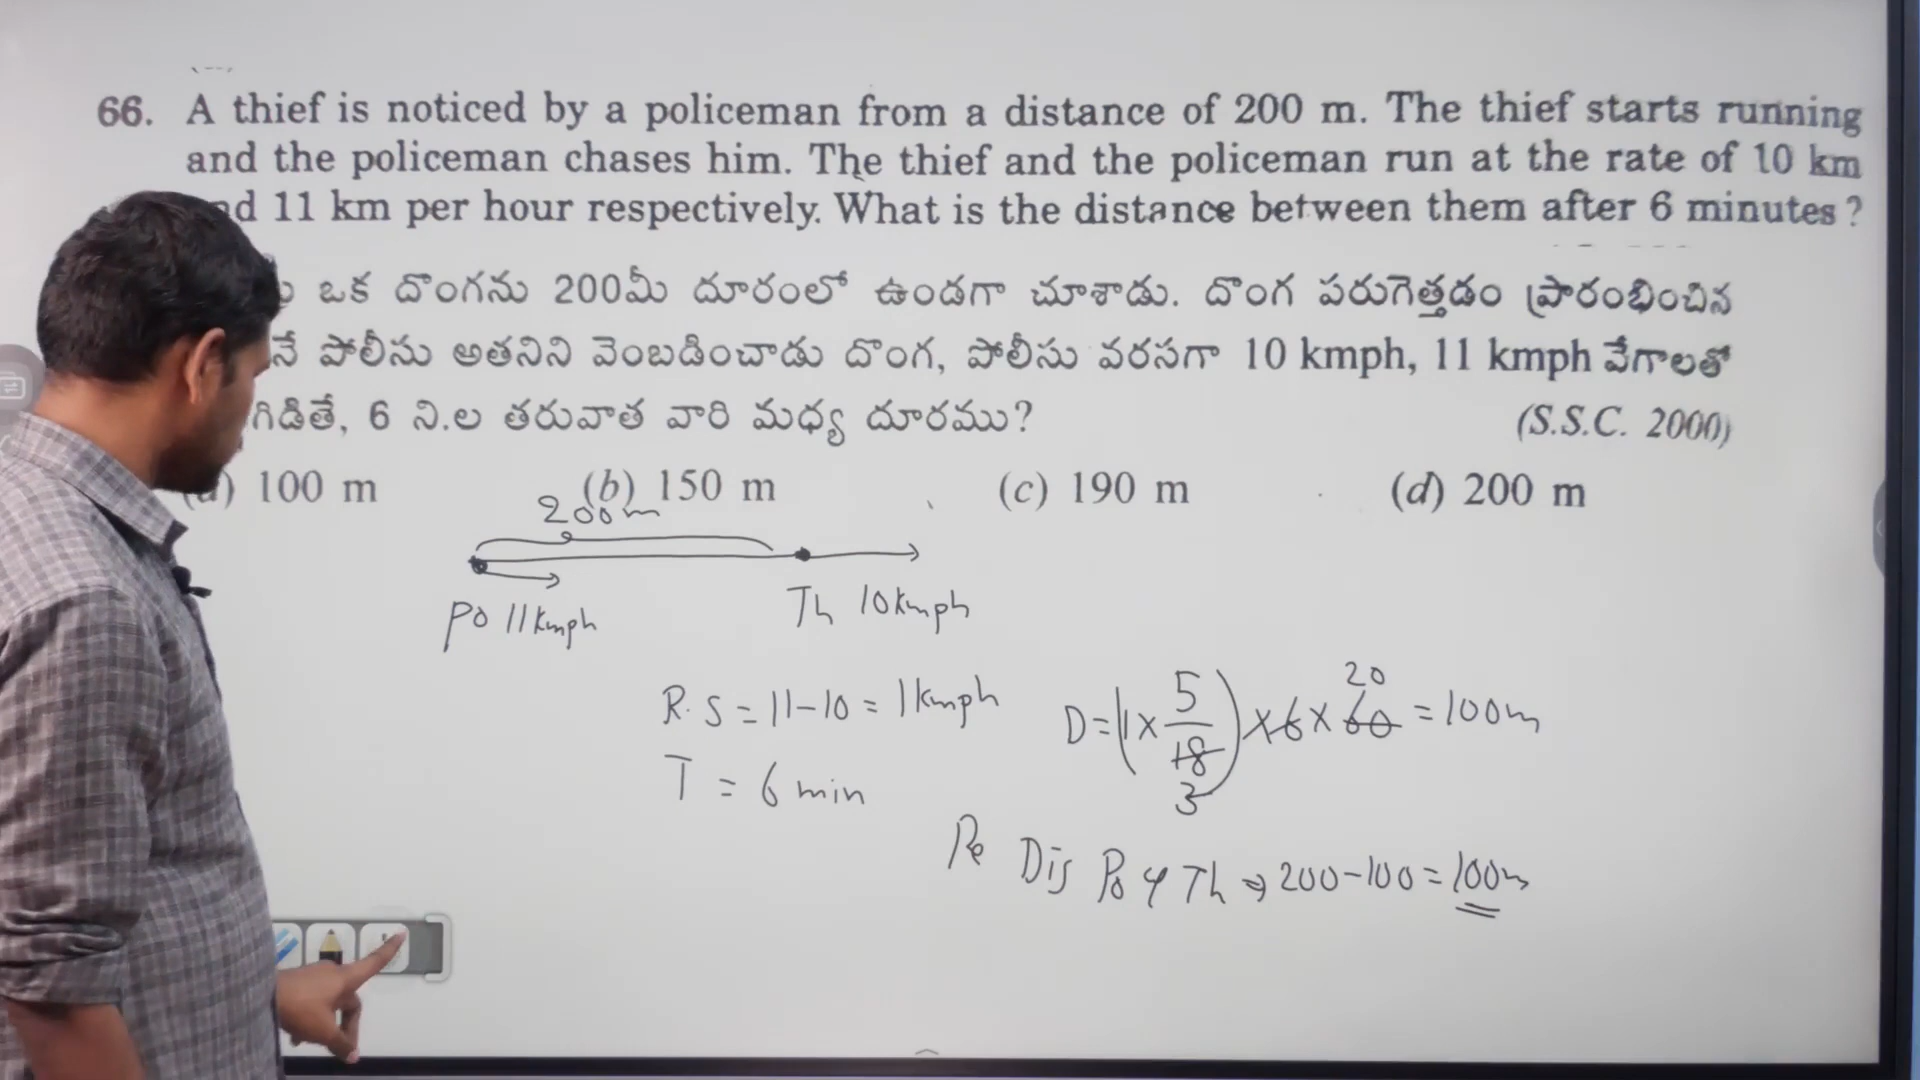 66. A thief is noticed by a policeman from a distance of 200 m. The thief starts running
and the policeman chases him. The thief and the policeman run at the rate of 10 km
nd 11 km per hour respectively. What is the distance between them after 6 minutes ?
ఒక దొంగను 200మీ దూరంలో ఉండగా చూశాడు. దొంగ పరుగెత్తడం ప్రారంభించిన
నే పోలీసు అతనిని వెంబడించాడు దొంగ, పోలీసు వరసగా 10 kmph, 11 kmph వేగాలతో
గిడితే, 6 ని.ల తరువాత వారి మధ్య దూరము?
(S.S.C. 2000)
(a) 100 m (b) 150 m (c) 190 m (d) 200 m
200m
Po 11kmph Th 10kmph
R.S = 11-10 = 1kmph
T = 6 min
D = (1 × 5/18) × 6 × 60 = 100m
20
3
Dis Po & Th ⇒ 200-100 = 100m